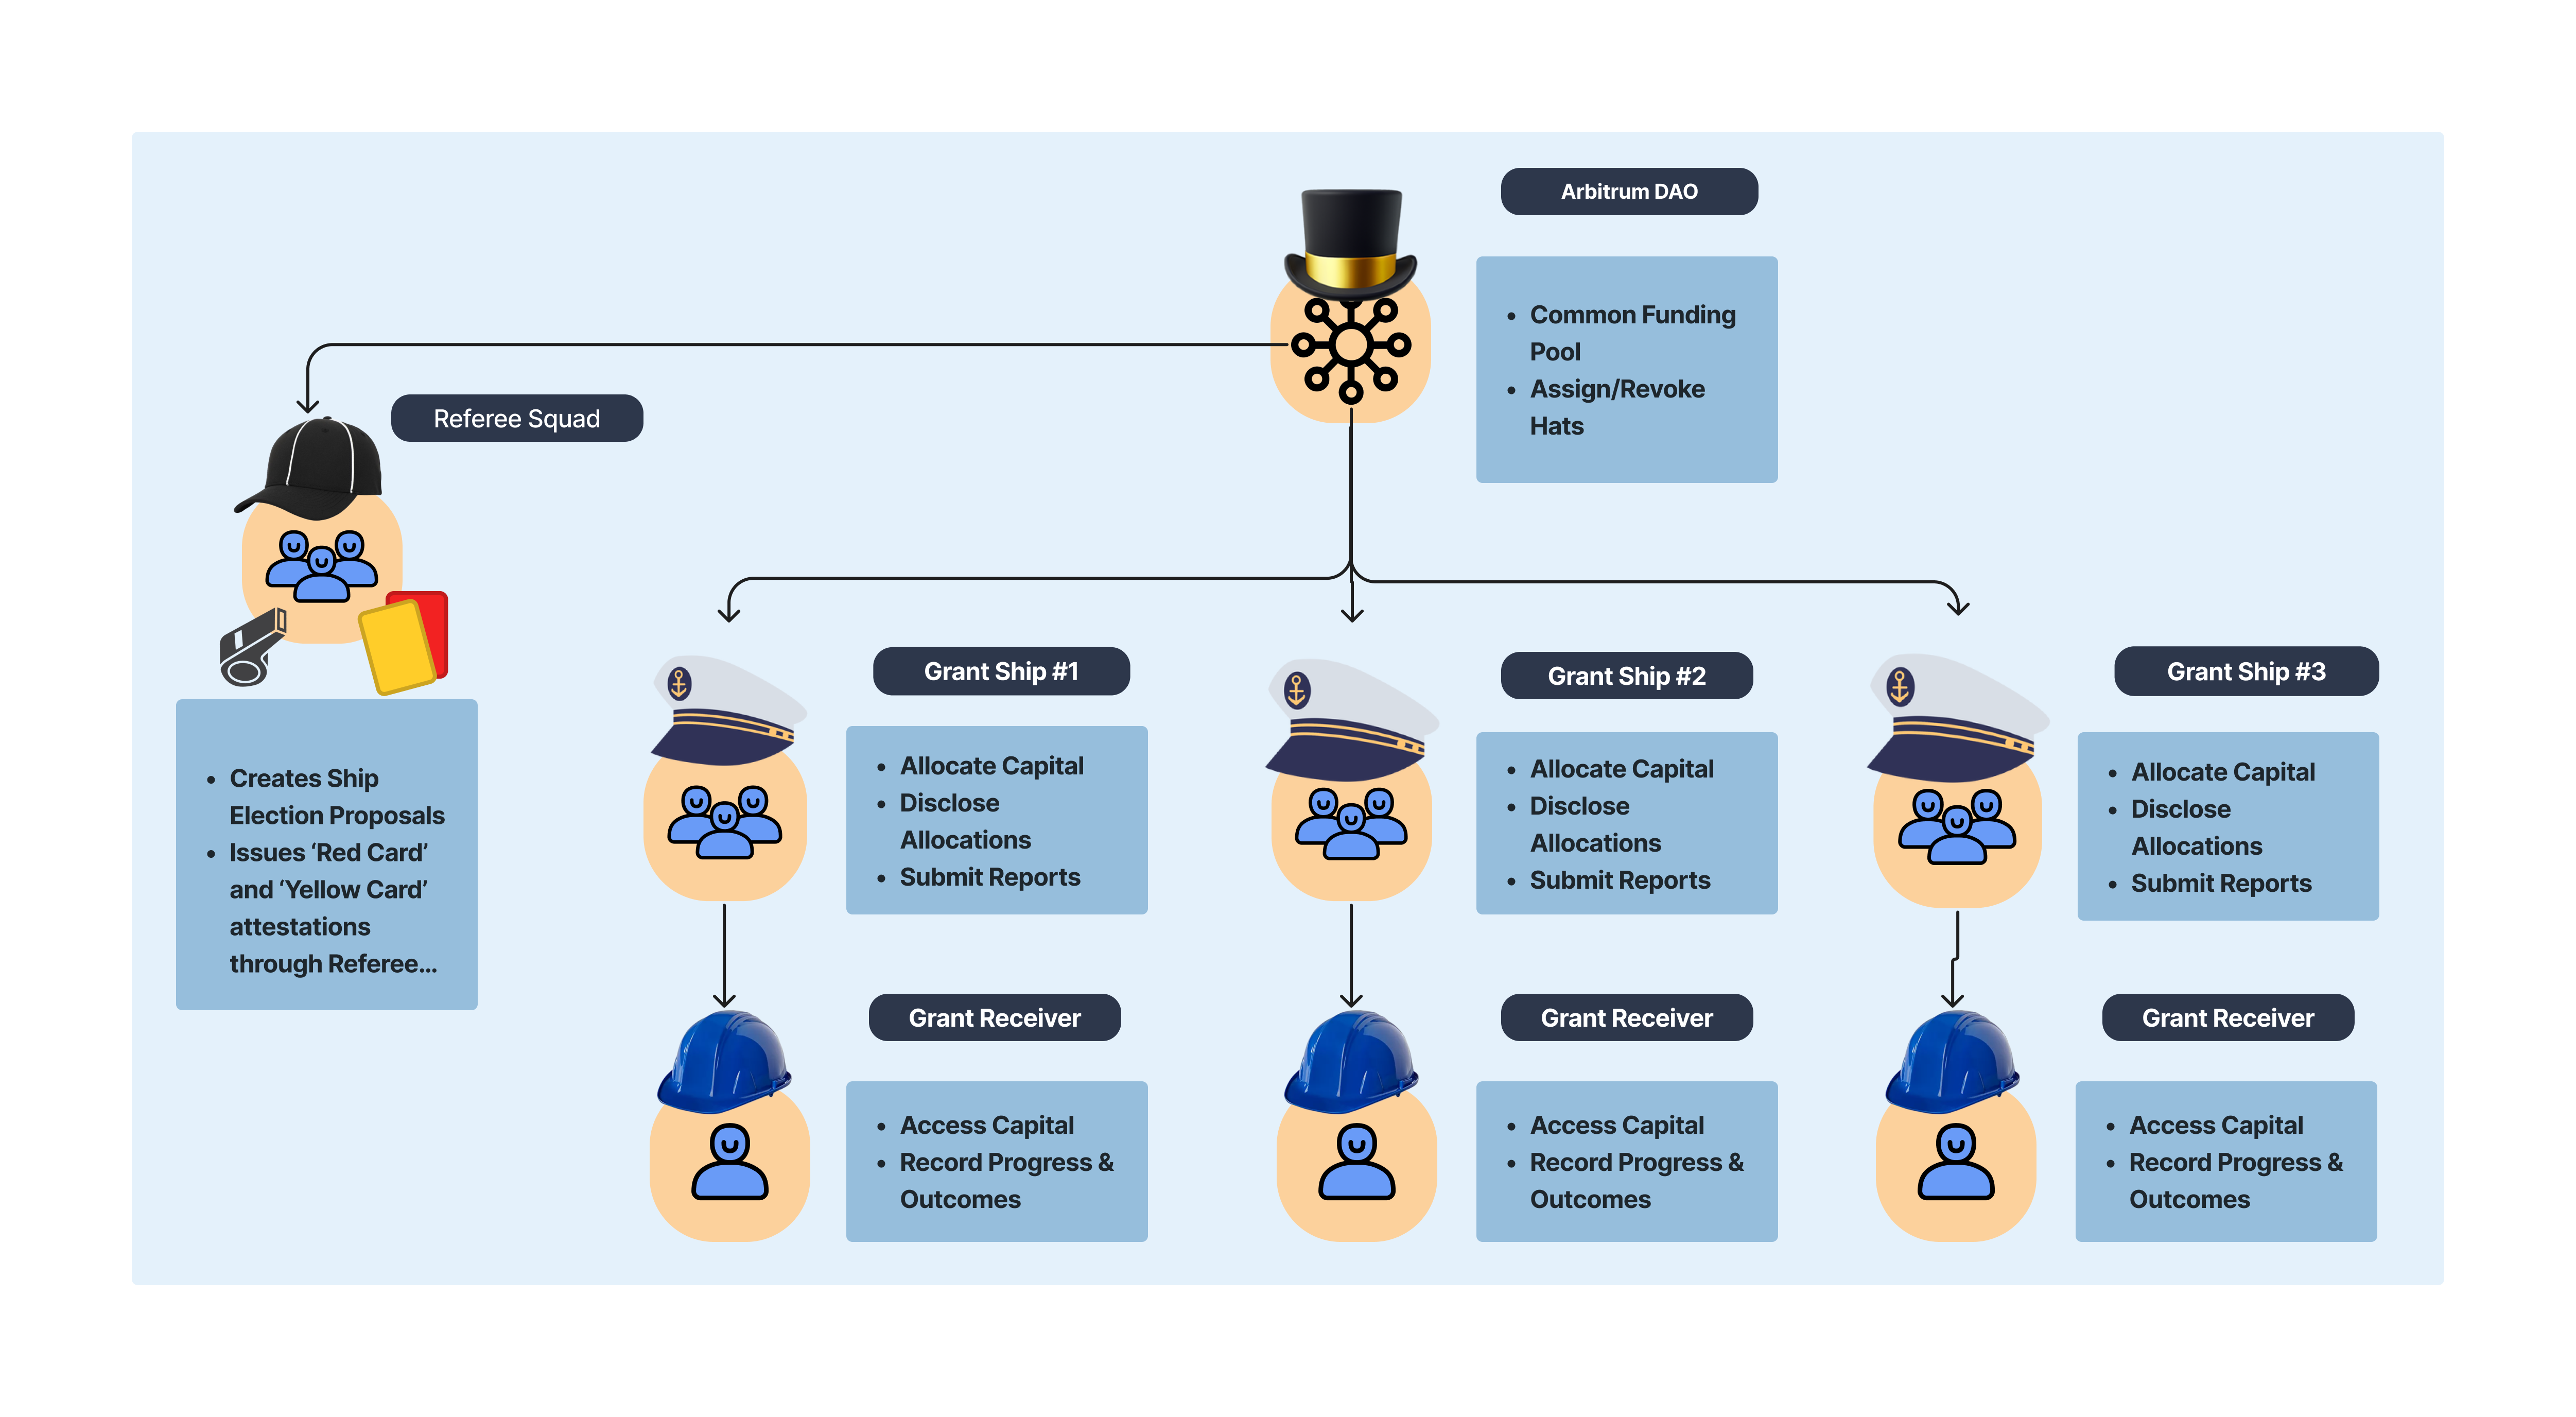 Arbitrum DAO
• Common Funding
Pool
• Assign/Revoke
Hats
Referee Squad
• Creates Ship
Election Proposals
• Issues ‘Red Card’
and ‘Yellow Card’
attestations
through Referee...
Grant Ship #1
• Allocate Capital
• Disclose
Allocations
• Submit Reports
Grant Ship #2
• Allocate Capital
• Disclose
Allocations
• Submit Reports
Grant Ship #3
• Allocate Capital
• Disclose
Allocations
• Submit Reports
Grant Receiver
• Access Capital
• Record Progress &
Outcomes
Grant Receiver
• Access Capital
• Record Progress &
Outcomes
Grant Receiver
• Access Capital
• Record Progress &
Outcomes